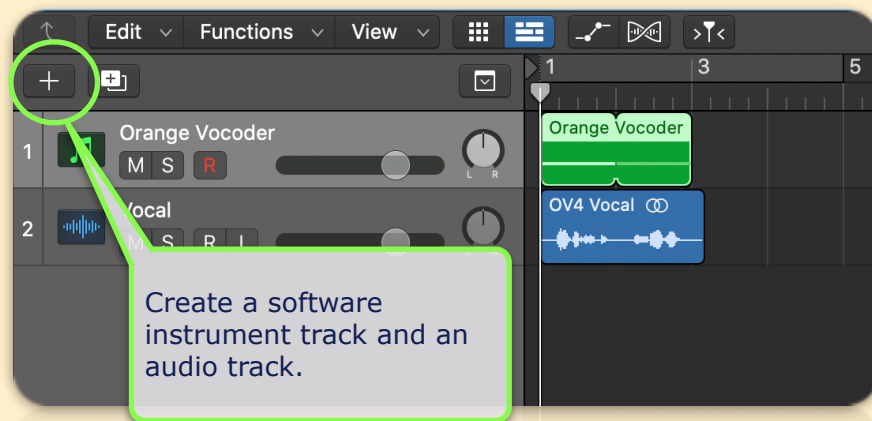 Edit Functions View
1 3 5
1 Orange Vocoder
M S R
L R
Orange Vocoder
2 Vocal
M S R I
OV4 Vocal
Create a software
instrument track and an
audio track.